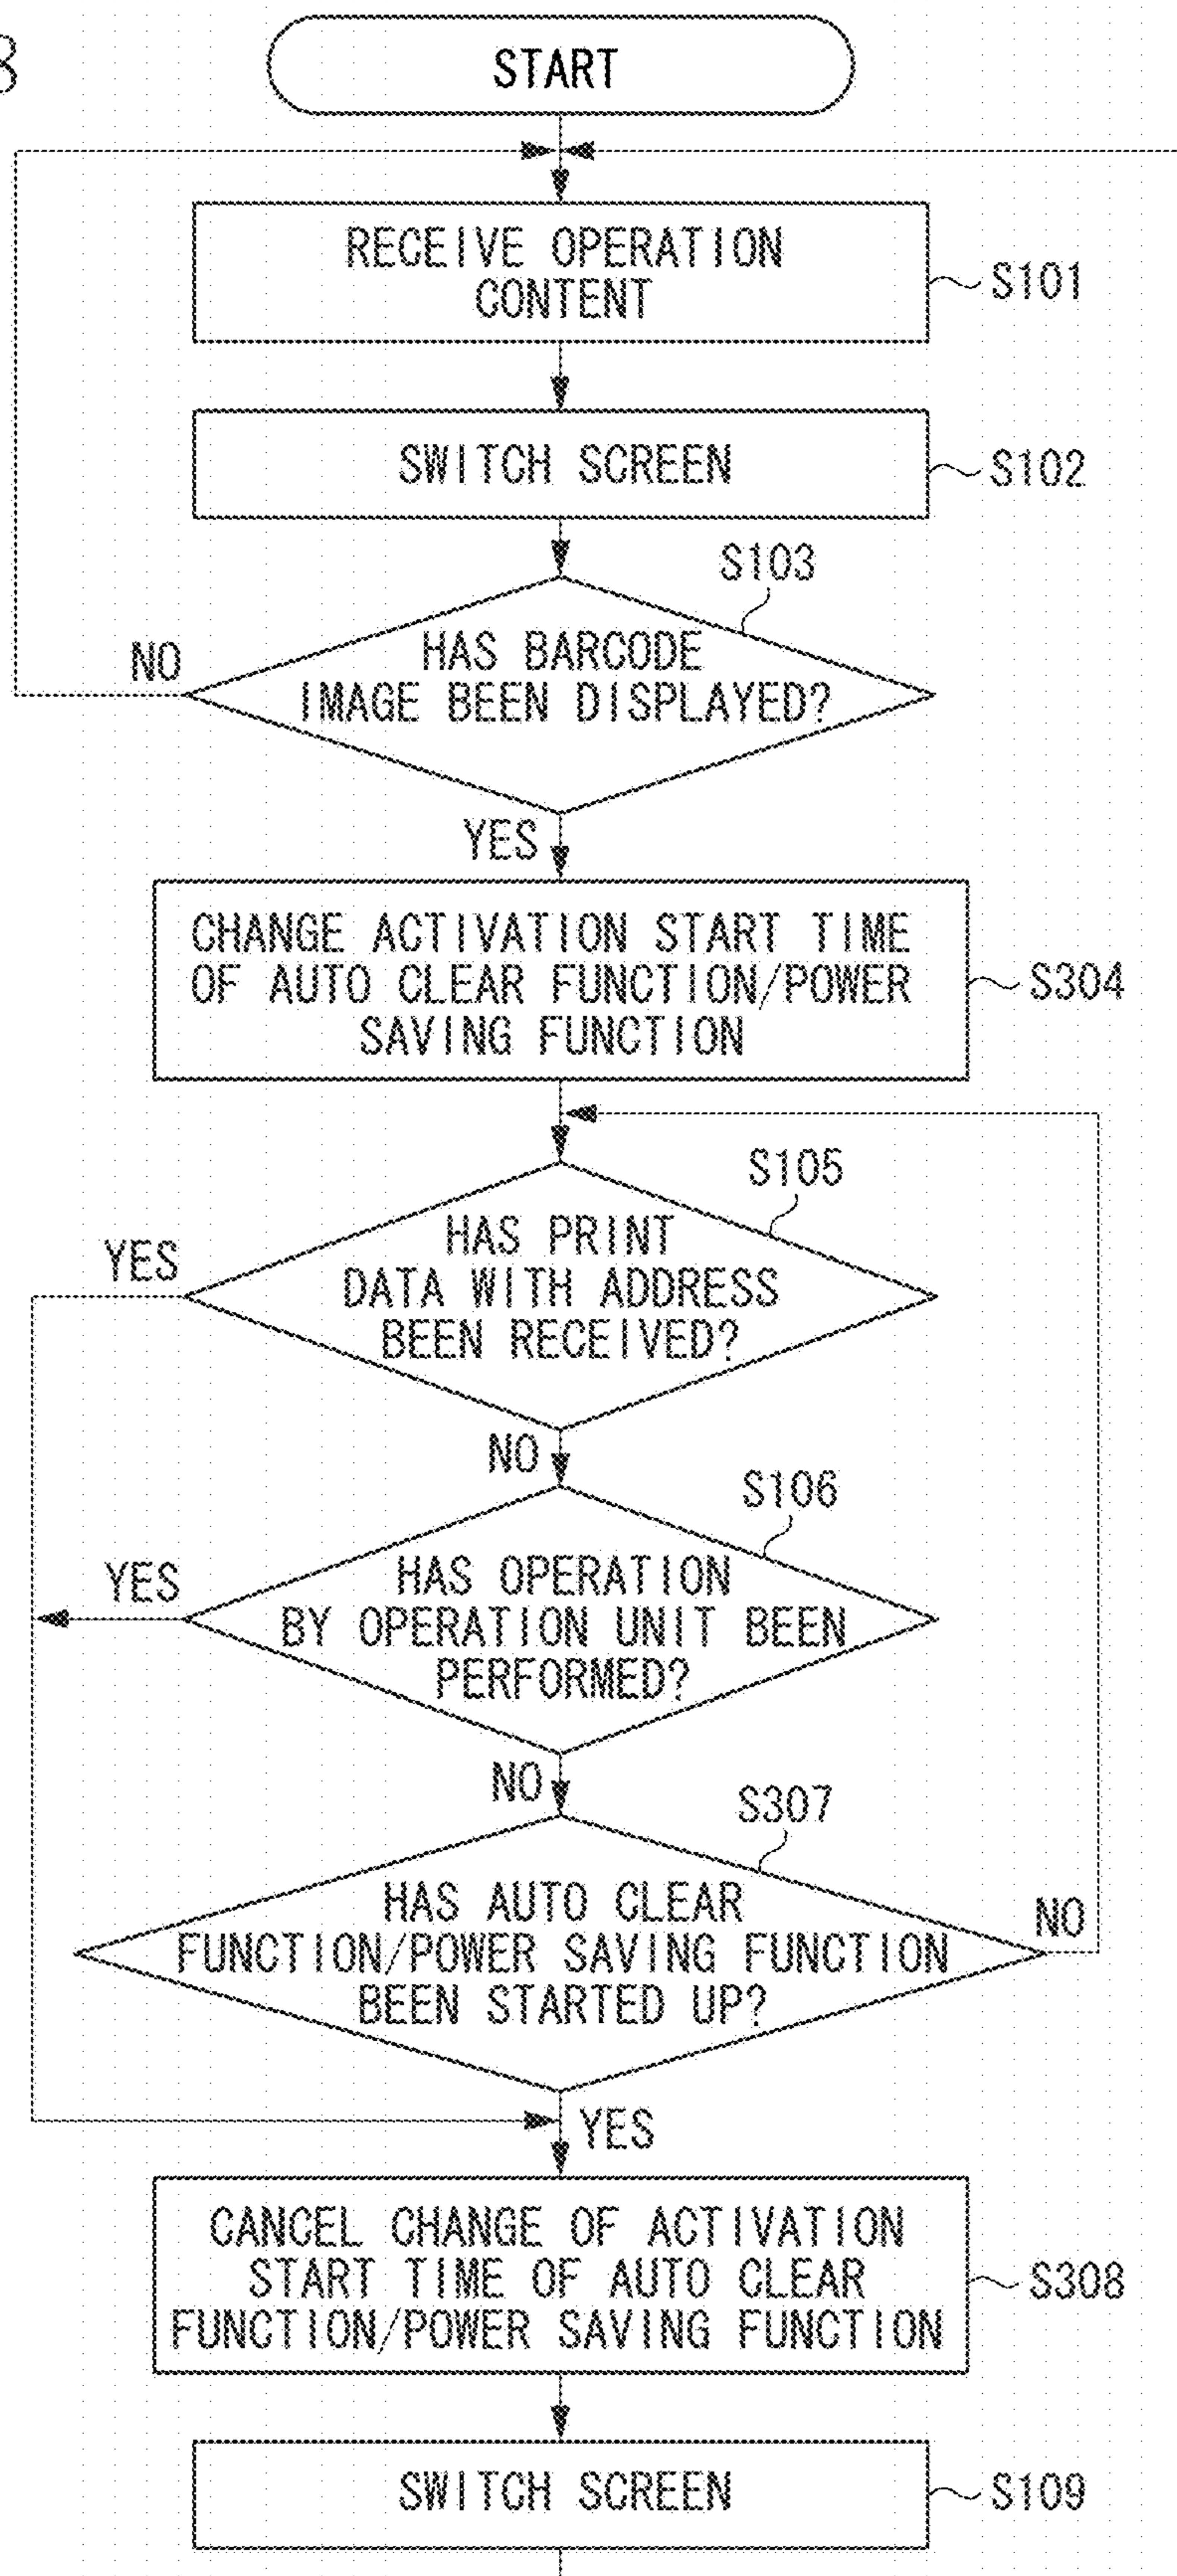 START
RECEIVE OPERATION
CONTENT
S101
SWITCH SCREEN
S102
S103
HAS BARCODE
IMAGE BEEN DISPLAYED?
NO
YES
CHANGE ACTIVATION START TIME
OF AUTO CLEAR FUNCTION/POWER
SAVING FUNCTION
S304
S105
HAS PRINT
DATA WITH ADDRESS
BEEN RECEIVED?
YES
NO
S106
HAS OPERATION
BY OPERATION UNIT BEEN
PERFORMED?
YES
NO
S307
HAS AUTO CLEAR
FUNCTION/POWER SAVING FUNCTION
BEEN STARTED UP?
NO
YES
CANCEL CHANGE OF ACTIVATION
START TIME OF AUTO CLEAR
FUNCTION/POWER SAVING FUNCTION
S308
SWITCH SCREEN
S109